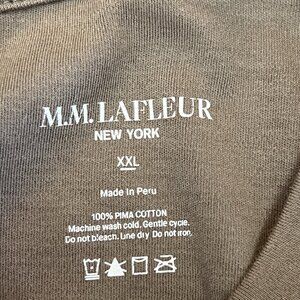 M.M.LAFLEUR
NEW YORK
XXL
Made in Peru
100% PIMA COTTON
Machine wash cold. Gentle cycle.
Do not bleach. Line dry. Do not iron.